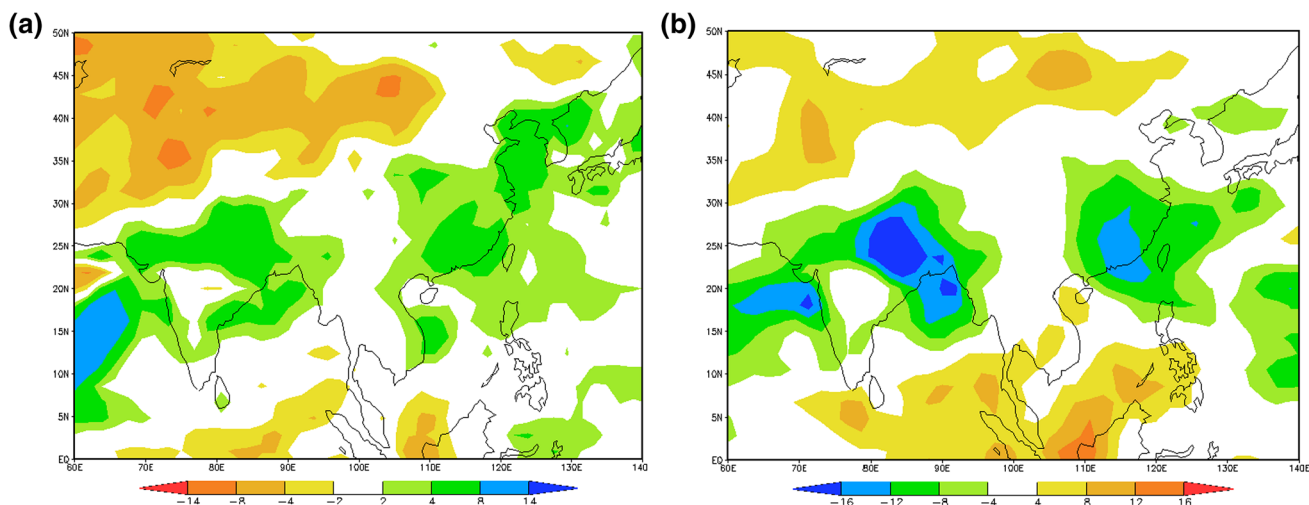 (a)
50N
45N
40N
35N
30N
25N
20N
15N
10N
5N
EQ
60E 70E 80E 90E 100E 110E 120E 130E 140
−14 −8 −4 −2 2 4 8 14
(b)
50N
45N
40N
35N
30N
25N
20N
15N
10N
5N
EQ
60E 70E 80E 90E 100E 110E 120E 130E 140E
−16 −12 −8 −4 4 8 12 16